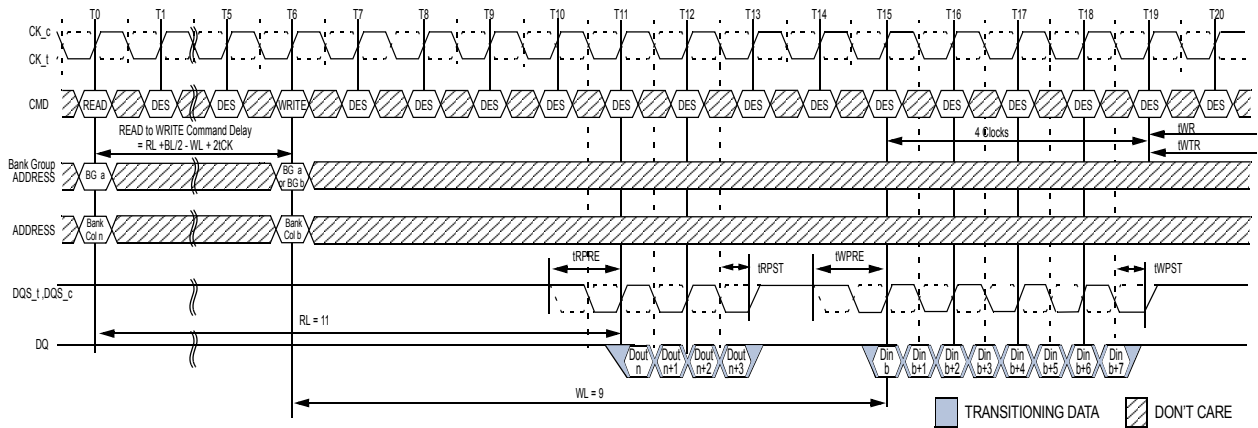 T0 T1 T5 T6 T7 T8 T9 T10 T11 T12 T13 T14 T15 T16 T17 T18 T19 T20
CK_c
CK_t
CMD READ DES DES WRITE DES DES DES DES DES DES DES DES DES DES DES DES DES DES
READ to WRITE Command Delay
= RL +BL/2 - WL + 2tCK
4 Clocks
tWR
tWTR
Bank Group
ADDRESS
BG a
BG a
or BG b
ADDRESS
Bank
Col n
Bank
Col b
tRPRE
tRPST
tWPRE
tWPST
DQS_t ,DQS_c
RL = 11
DQ
Dout
n
Dout
n+1
Dout
n+2
Dout
n+3
Din
b
Din
b+1
Din
b+2
Din
b+3
Din
b+4
Din
b+5
Din
b+6
Din
b+7
WL = 9
TRANSITIONING DATA
DON'T CARE